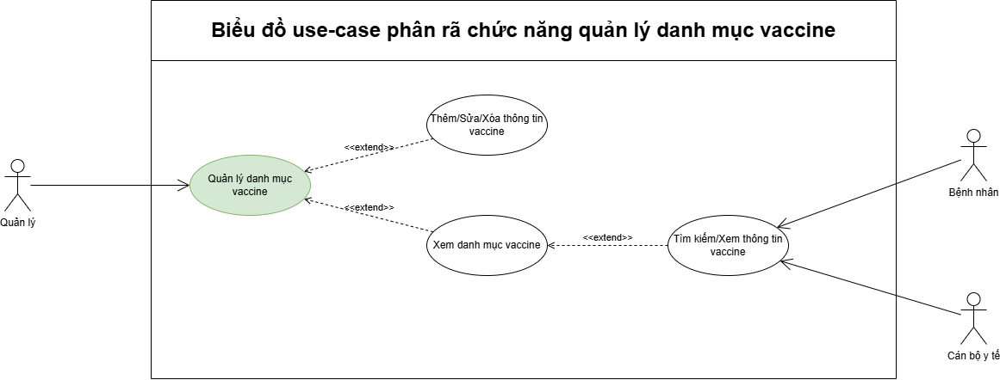 Biểu đồ use-case phân rã chức năng quản lý danh mục vaccine
Thêm/Sửa/Xóa thông tin
vaccine
<<extend>>
Quản lý danh mục
vaccine
Quản lý
<<extend>>
Xem danh mục vaccine
<<extend>>
Tìm kiếm/Xem thông tin
vaccine
Bệnh nhân
Cán bộ y tế